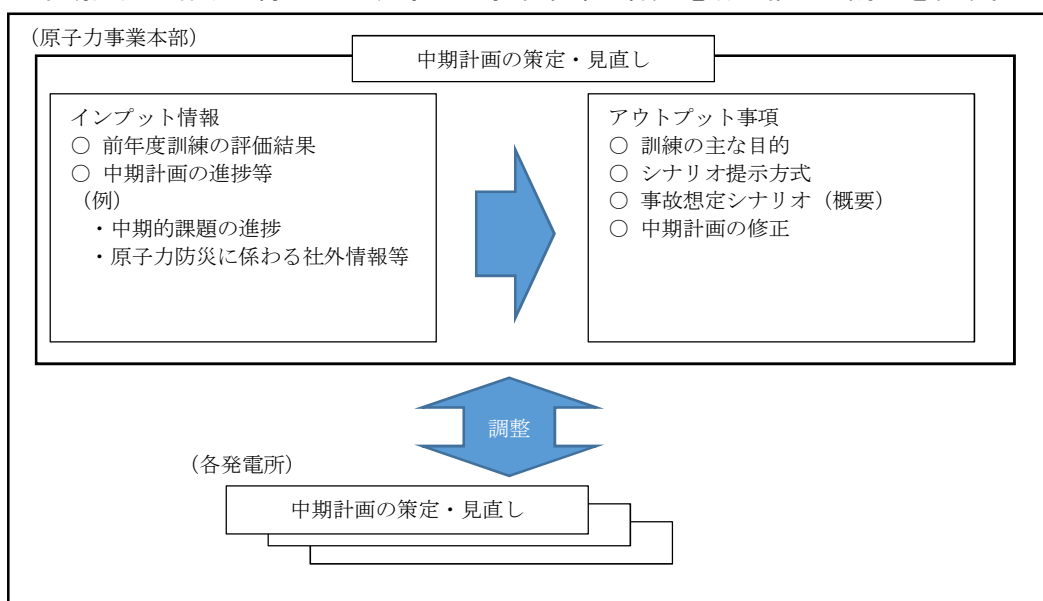 (原子力事業本部)
中期計画の策定・見直し
インプット情報
○ 前年度訓練の評価結果
○ 中期計画の進捗等
(例)
・中期的課題の進捗
・原子力防災に係わる社外情報等
アウトプット事項
○ 訓練の主な目的
○ シナリオ提示方式
○ 事故想定シナリオ(概要)
○ 中期計画の修正
調整
(各発電所)
中期計画の策定・見直し